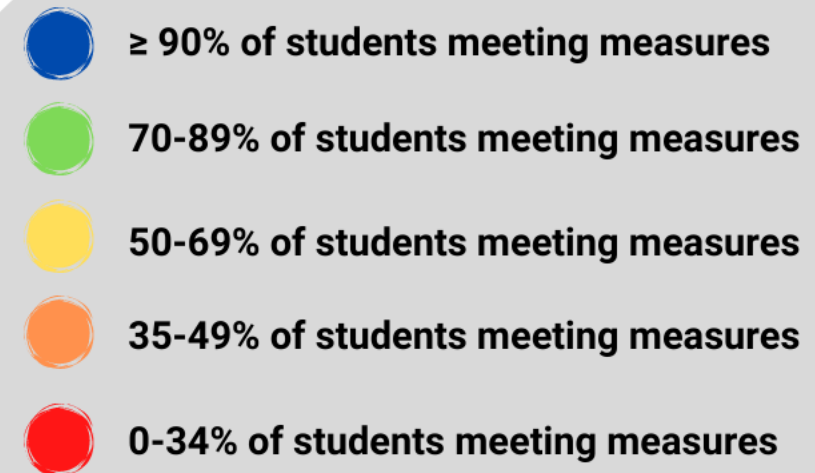 ≥ 90% of students meeting measures
70-89% of students meeting measures
50-69% of students meeting measures
35-49% of students meeting measures
0-34% of students meeting measures